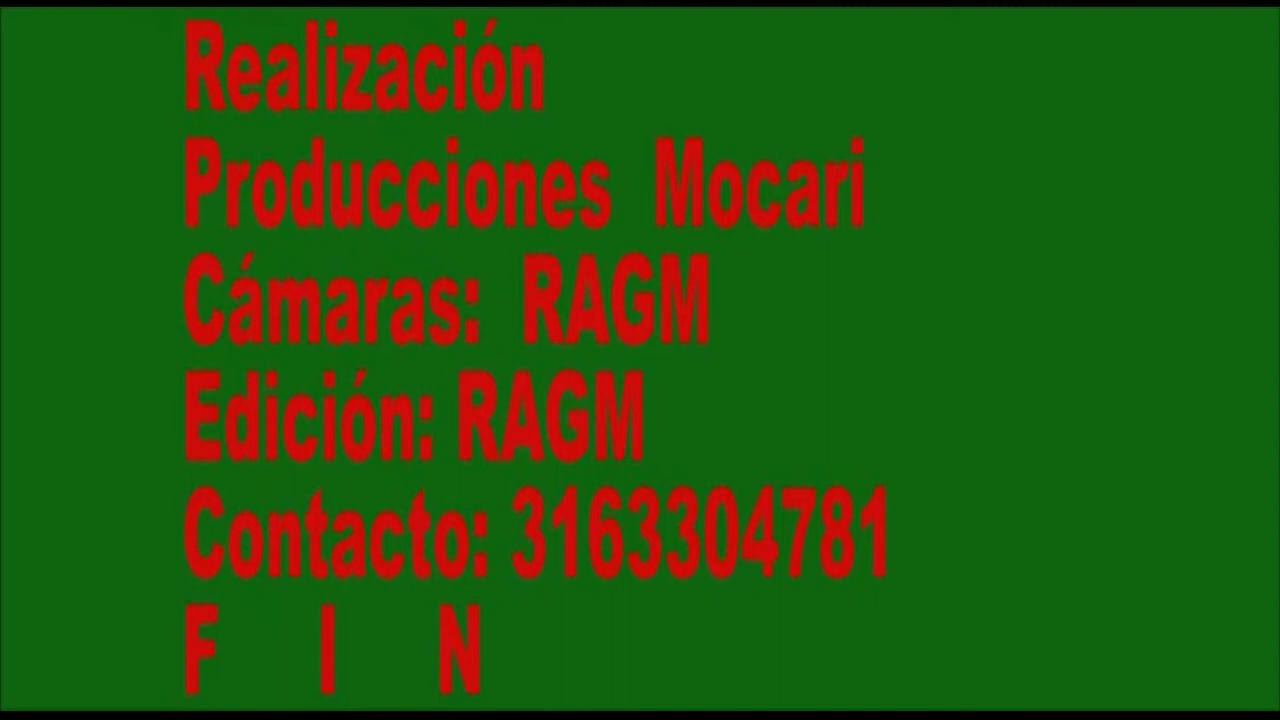 Realización
Producciones Mocari
Cámaras: RAGM
Edición: RAGM
Contacto: 3163304781
F I N